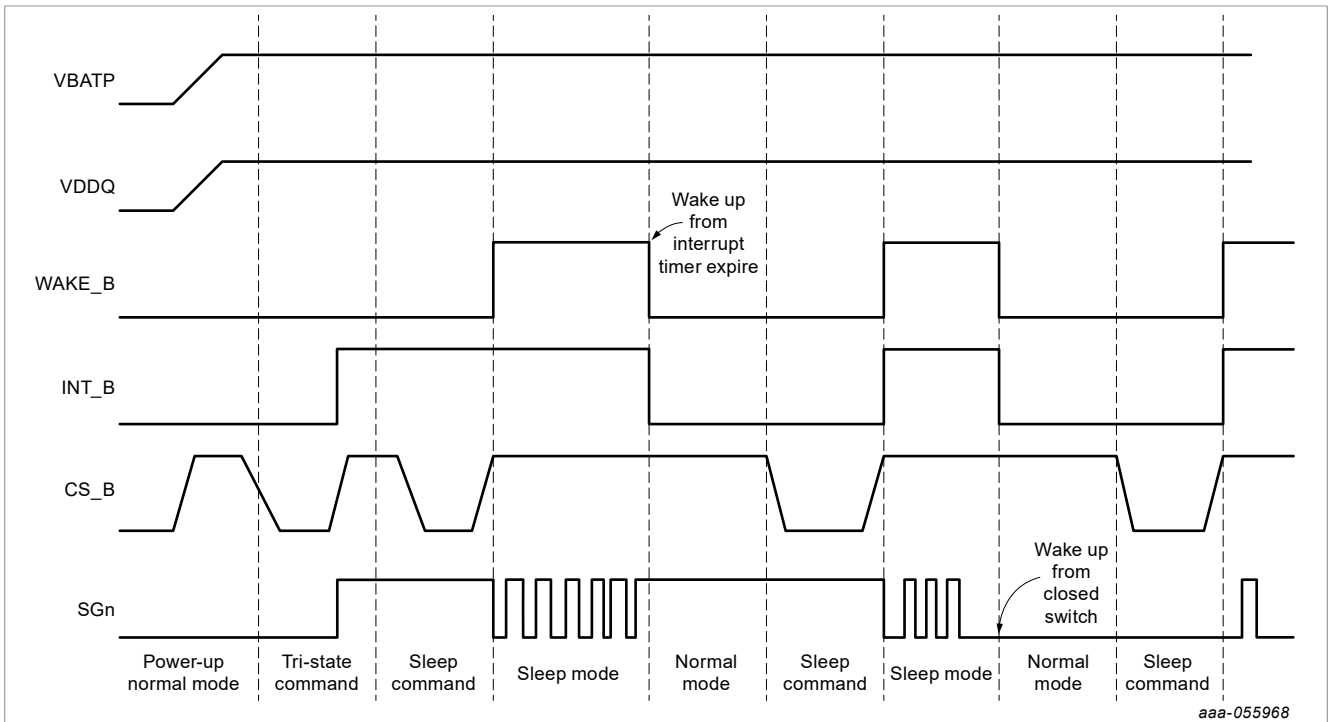 VBATP
VDDQ
Wake up
from
interrupt
timer expire
WAKE_B
INT_B
CS_B
Wake up
from
closed
switch
SGn
Power-up
normal mode
Tri-state
command
Sleep
command
Sleep mode
Normal
mode
Sleep
command
Sleep mode
Normal
mode
Sleep
command
aaa-055968